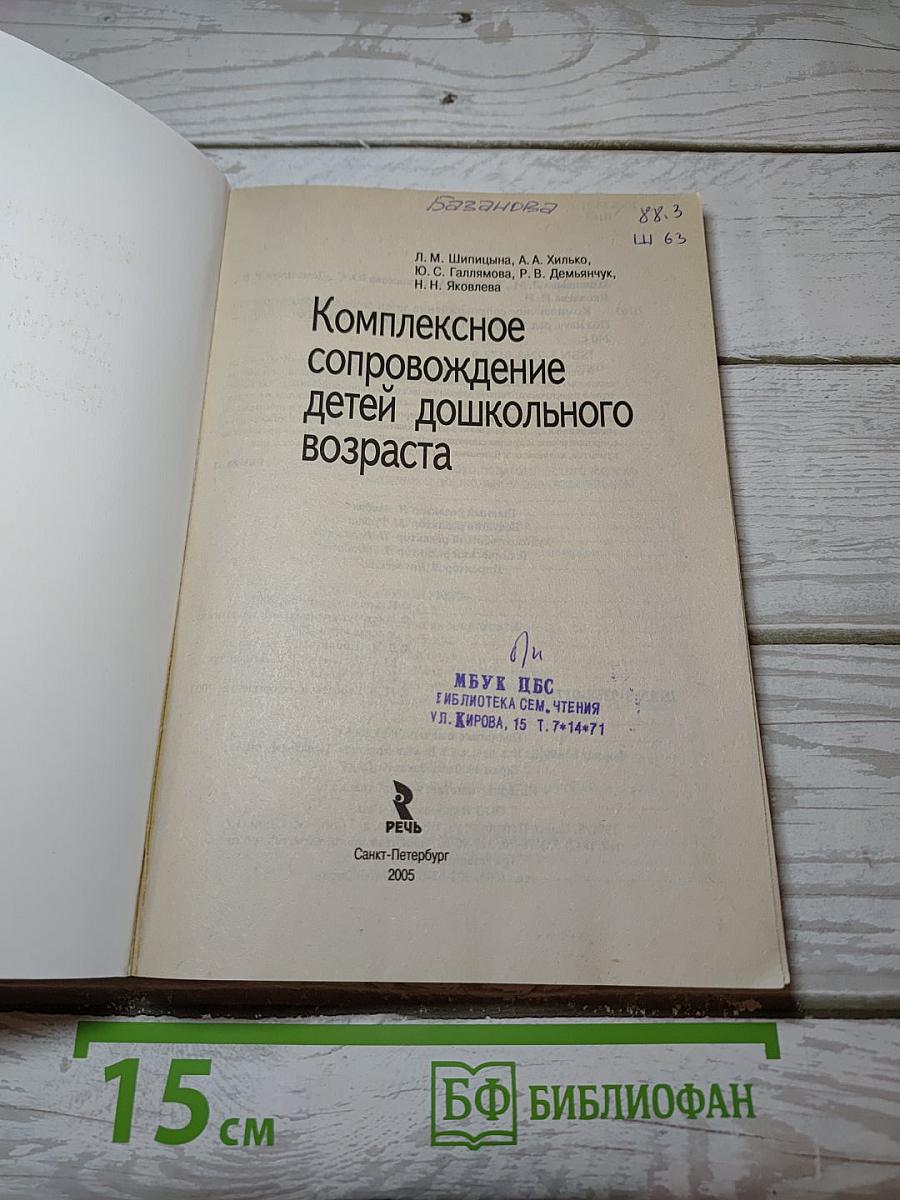 Базанова
88.3
Ш 63
Л. М. Шипицына, А. А. Хилько,
Ю. С. Галлямова, Р. В. Демьянчук,
Н. Н. Яковлева
Комплексное
сопровождение
детей дошкольного
возраста
МБУК ЦБС
БИБЛИОТЕКА СЕМ. ЧТЕНИЯ
УЛ. КИРОВА, 15 Т.7*14*71
РЕЧЬ
Санкт-Петербург
2005
15 см
БФ БИБЛИОФАН